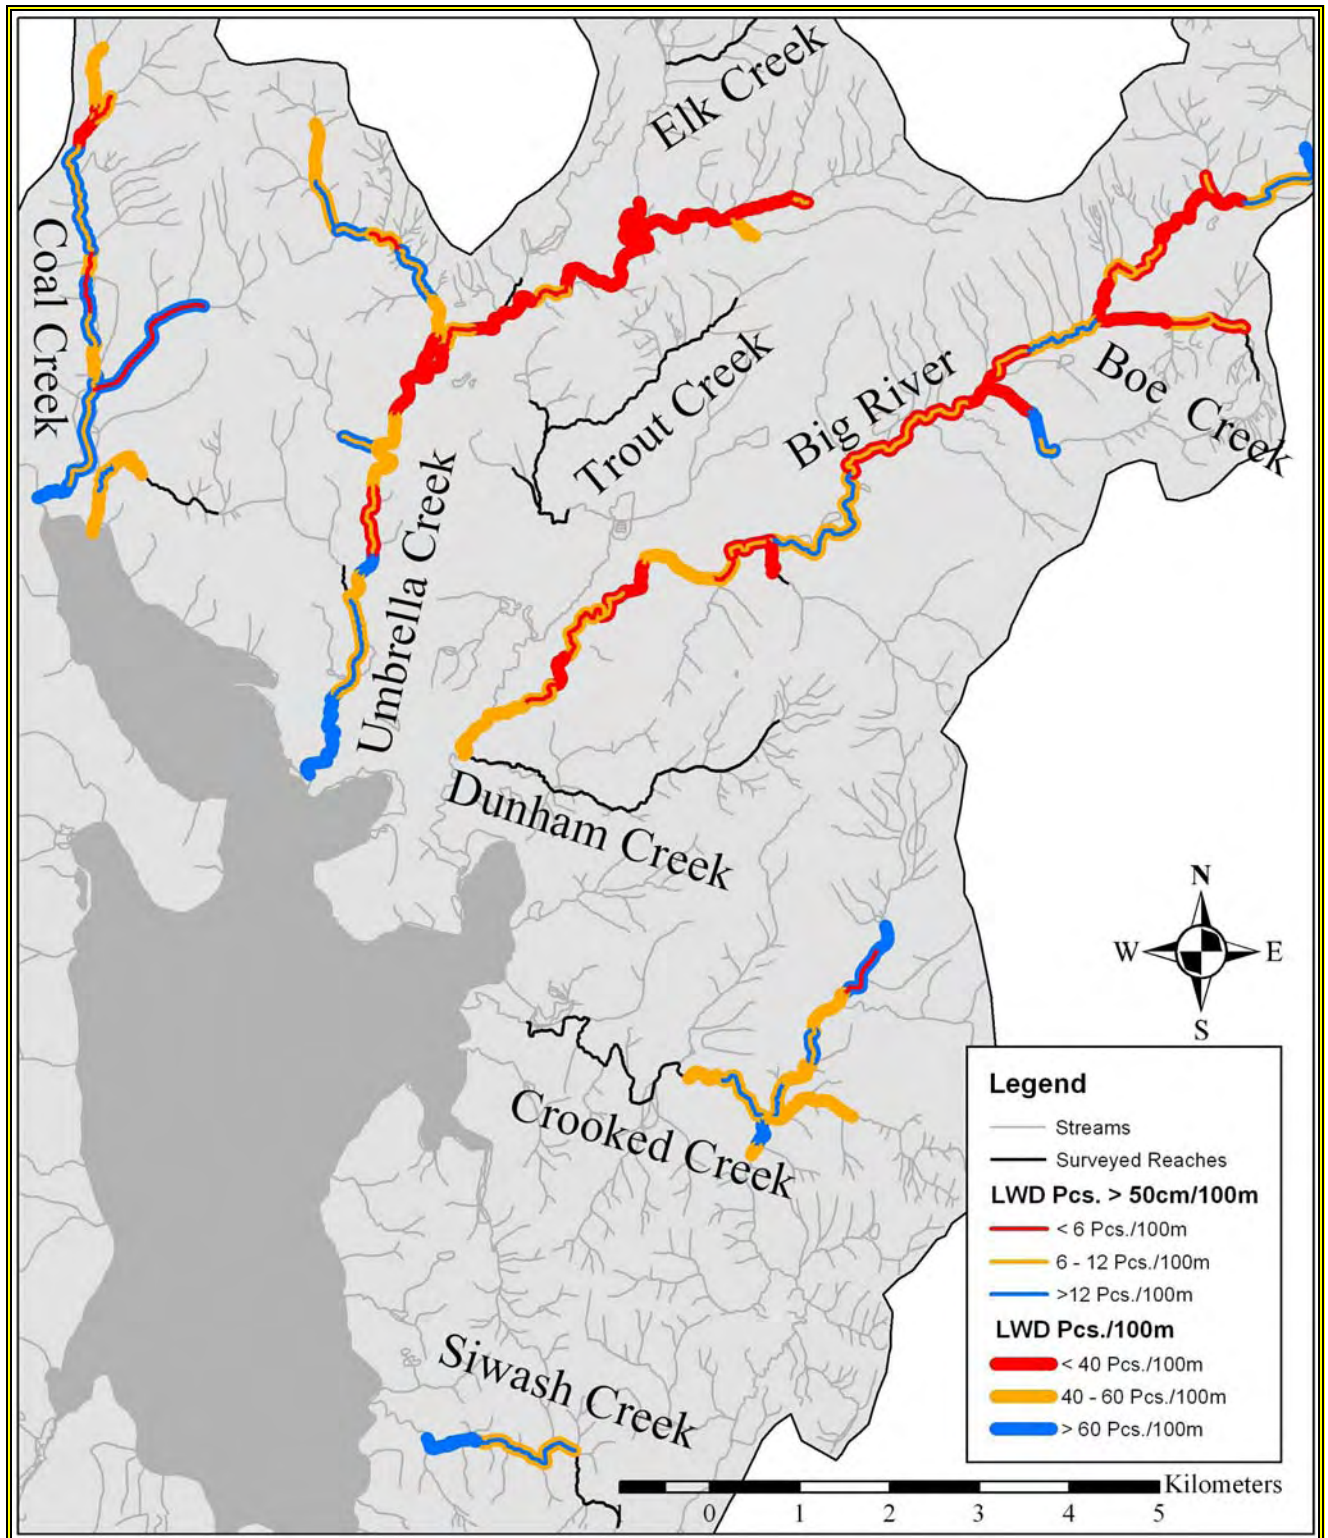 Elk Creek
Coal Creek
Trout Creek
Big River
Boe Creek
Umbrella Creek
Dunham Creek
N
W
E
S
Crooked Creek
Siwash Creek
Legend
Streams
Surveyed Reaches
LWD Pcs. > 50cm/100m
< 6 Pcs./100m
6 - 12 Pcs./100m
>12 Pcs./100m
LWD Pcs./100m
< 40 Pcs./100m
40 - 60 Pcs./100m
> 60 Pcs./100m
Kilometers
0 1 2 3 4 5